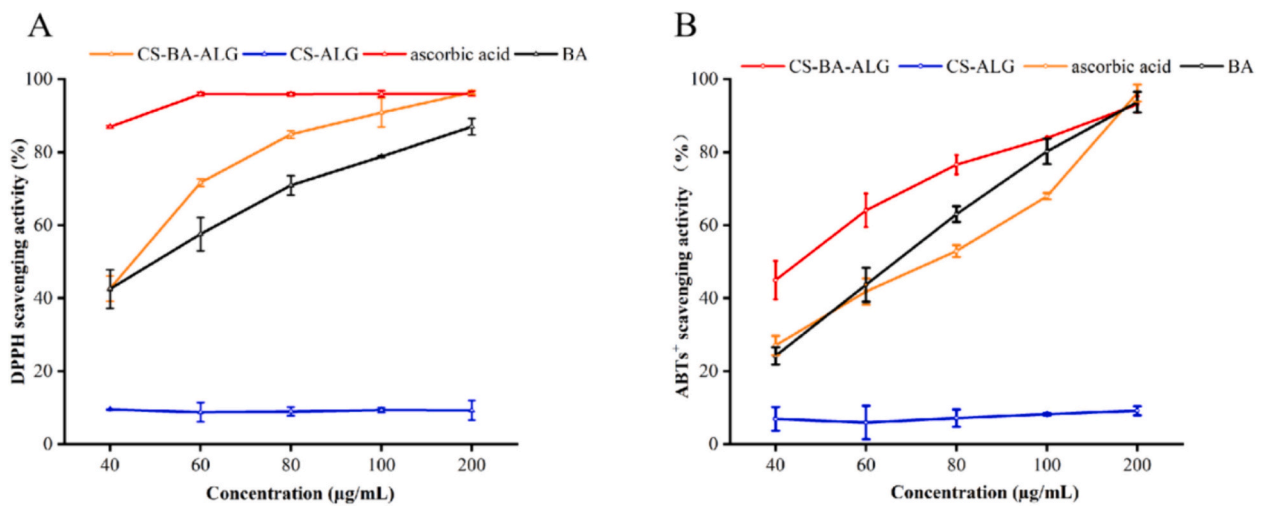 A
CS-BA-ALG CS-ALG ascorbic acid BA
DPPH scavenging activity (%)
100
80
60
40
20
0
40 60 80 100 200
Concentration (μg/mL)
B
CS-BA-ALG CS-ALG ascorbic acid BA
ABTs+ scavenging activity (%)
100
80
60
40
20
0
40 60 80 100 200
Concentration (μg/mL)